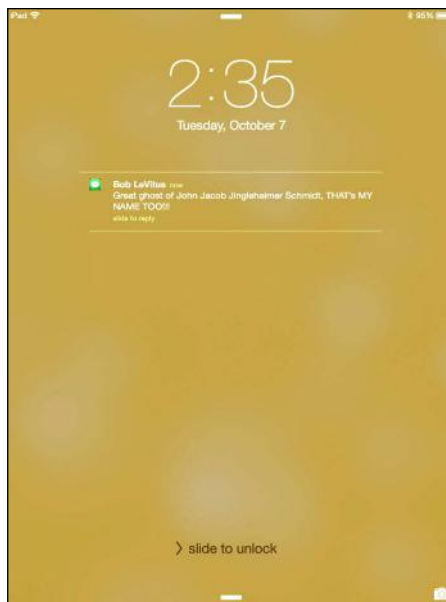 iPad
95%
2:35
Tuesday, October 7
Bob LeVitus now
Great ghost of John Jacob Jingleheimer Schmidt, THAT's MY
NAME TOO!!!
slide to reply
slide to unlock